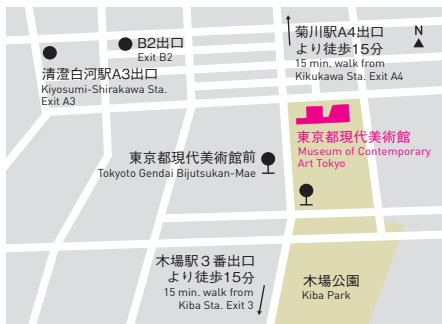 B2出口
Exit B2
清澄白河駅A3出口
Kiyosumi-Shirakawa Sta.
Exit A3
菊川駅A4出口
より徒歩15分
15 min. walk from
Kikukawa Sta. Exit A4
N
東京都現代美術館
Museum of Contemporary
Art Tokyo
東京都現代美術館前
Tokyoto Gendai Bijutsukan-Mae
木場駅3番出口
より徒歩15分
15 min. walk from
Kiba Sta. Exit 3
木場公園
Kiba Park